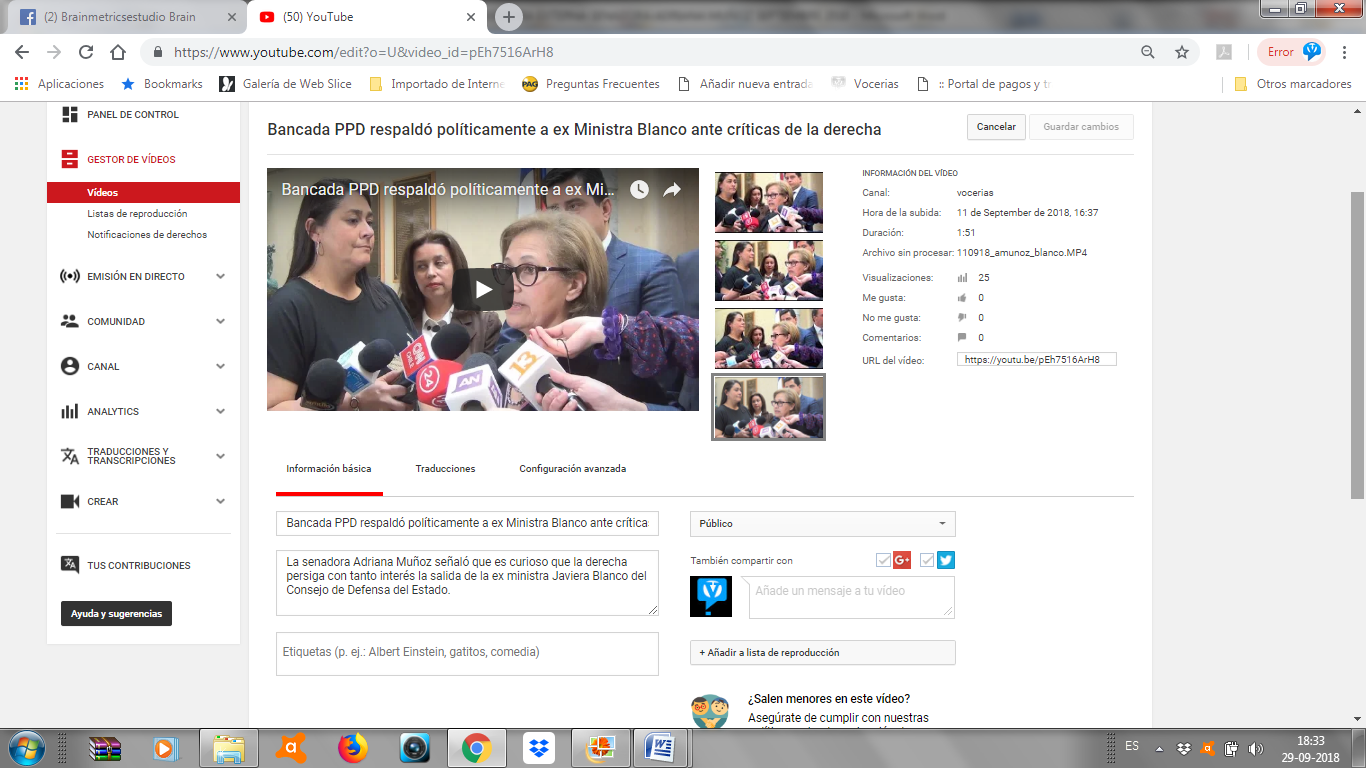 (2) Brainmetricsestudio Brain
(50) YouTube
https://www.youtube.com/edit?o=U&video_id=pEh7516ArH8
Error
Aplicaciones
Bookmarks
Galería de Web Slice
Importado de Interne
Preguntas Frecuentes
Añadir nueva entrada
Vocerias
:: Portal de pagos y tr
Otros marcadores
PANEL DE CONTROL
GESTOR DE VÍDEOS
Vídeos
Listas de reproducción
Notificaciones de derechos
EMISIÓN EN DIRECTO
COMUNIDAD
CANAL
ANALYTICS
TRADUCCIONES Y
TRANSCRIPCIONES
CREAR
TUS CONTRIBUCIONES
Ayuda y sugerencias
Bancada PPD respaldó políticamente a ex Ministra Blanco ante críticas de la derecha
Cancelar
Guardar cambios
Bancada PPD respaldó políticamente a ex Mi...
CNN
CHILE
24
AN
13
INFORMACIÓN DEL VÍDEO
Canal: vocerias
Hora de la subida: 11 de September de 2018, 16:37
Duración: 1:51
Archivo sin procesar: 110918_amunoz_blanco.MP4
Visualizaciones: 25
Me gusta: 0
No me gusta: 0
Comentarios: 0
URL del vídeo: https://youtu.be/pEh7516ArH8
Información básica
Traducciones
Configuración avanzada
Bancada PPD respaldó políticamente a ex Ministra Blanco ante críticas
La senadora Adriana Muñoz señaló que es curioso que la derecha
persiga con tanto interés la salida de la ex ministra Javiera Blanco del
Consejo de Defensa del Estado.
Etiquetas (p. ej.: Albert Einstein, gatitos, comedia)
Público
También compartir con
G+
Añade un mensaje a tu vídeo
+ Añadir a lista de reproducción
¿Salen menores en este vídeo?
Asegúrate de cumplir con nuestras
ES
18:33
29-09-2018